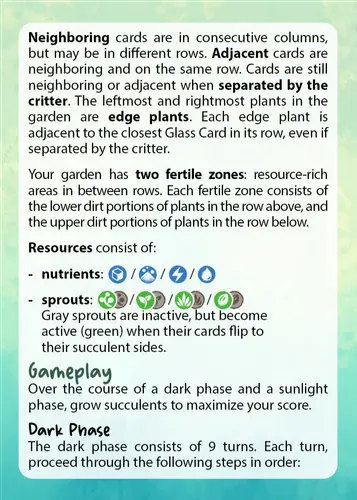 Neighboring cards are in consecutive columns,
but may be in different rows. Adjacent cards are
neighboring and on the same row. Cards are still
neighboring or adjacent when separated by the
critter. The leftmost and rightmost plants in the
garden are edge plants. Each edge plant is
adjacent to the closest Glass Card in its row, even if
separated by the critter.
Your garden has two fertile zones: resource-rich
areas in between rows. Each fertile zone consists of
the lower dirt portions of plants in the row above, and
the upper dirt portions of plants in the row below.
Resources consist of:
- nutrients: / / /
- sprouts: / / /
Gray sprouts are inactive, but become
active (green) when their cards flip to
their succulent sides.
Gameplay
Over the course of a dark phase and a sunlight
phase, grow succulents to maximize your score.
Dark Phase
The dark phase consists of 9 turns. Each turn,
proceed through the following steps in order: